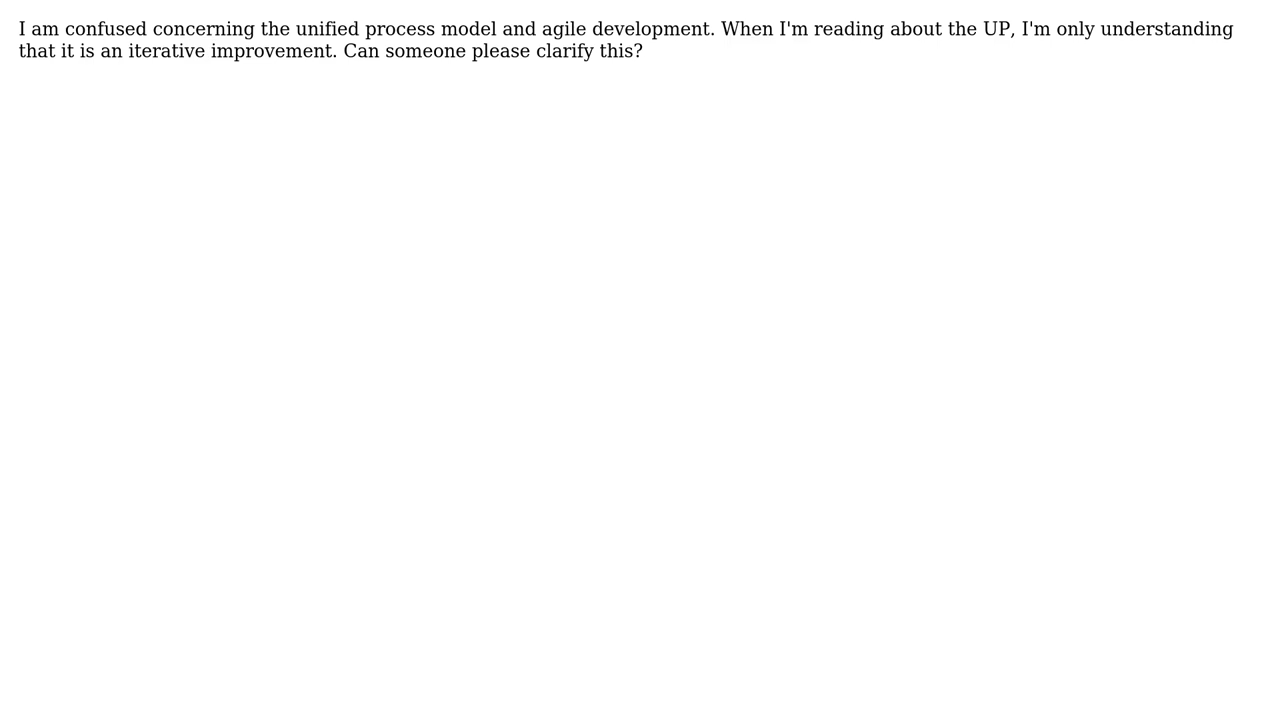 I am confused concerning the unified process model and agile development. When I'm reading about the UP, I'm only understanding
that it is an iterative improvement. Can someone please clarify this?